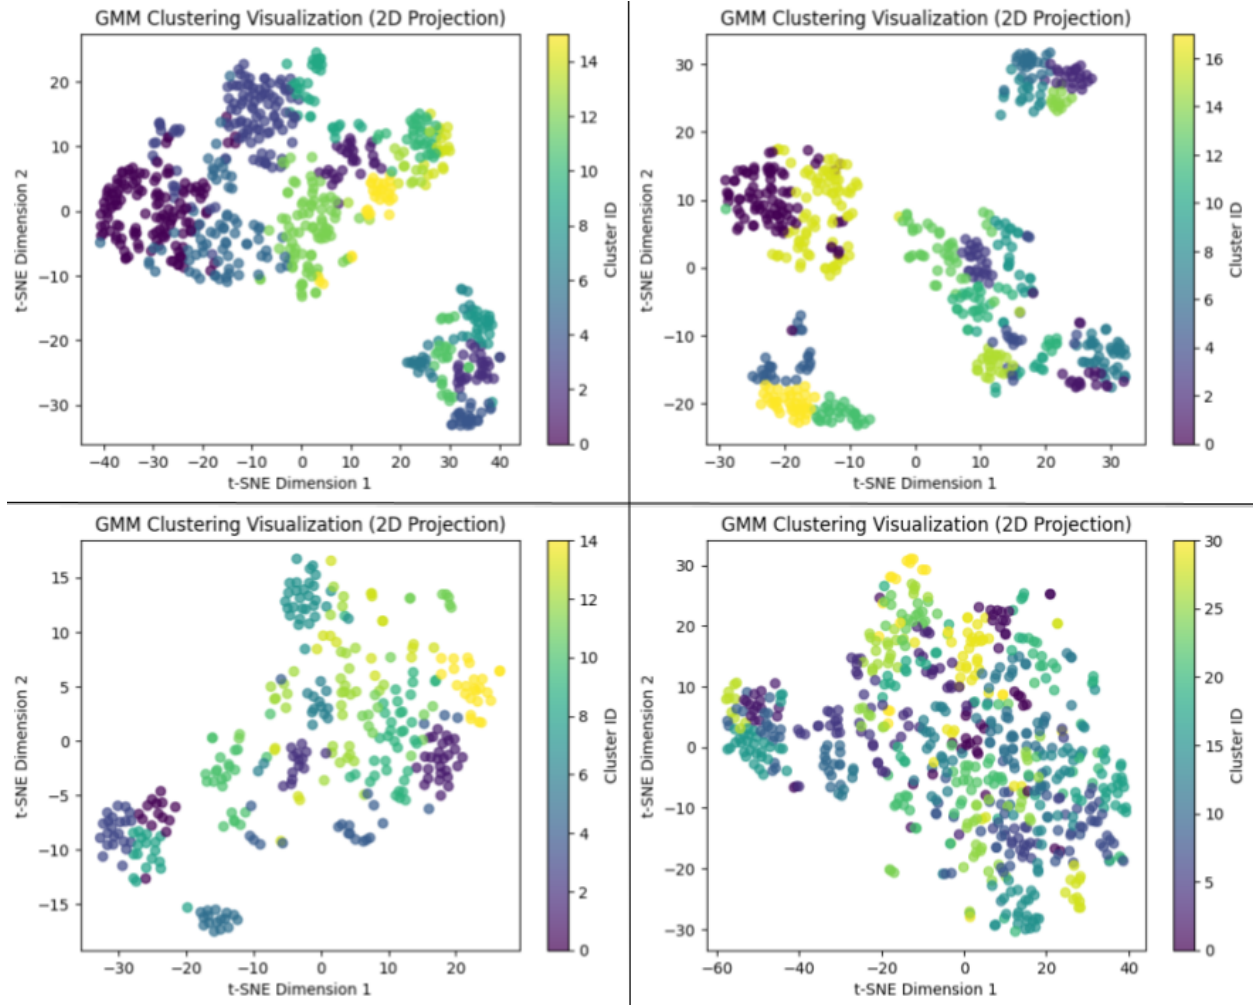 GMM Clustering Visualization (2D Projection)
20
10
0
−10
−20
−30
t-SNE Dimension 2
−40 −30 −20 −10 0 10 20 30 40
t-SNE Dimension 1
14
12
10
8
6
4
2
0
Cluster ID
GMM Clustering Visualization (2D Projection)
30
20
10
0
−10
−20
t-SNE Dimension 2
−30 −20 −10 0 10 20 30
t-SNE Dimension 1
16
14
12
10
8
6
4
2
0
Cluster ID
GMM Clustering Visualization (2D Projection)
15
10
5
0
−5
−10
−15
t-SNE Dimension 2
−30 −20 −10 0 10 20
t-SNE Dimension 1
14
12
10
8
6
4
2
0
Cluster ID
GMM Clustering Visualization (2D Projection)
30
20
10
0
−10
−20
−30
t-SNE Dimension 2
−60 −40 −20 0 20 40
t-SNE Dimension 1
30
25
20
15
10
5
0
Cluster ID